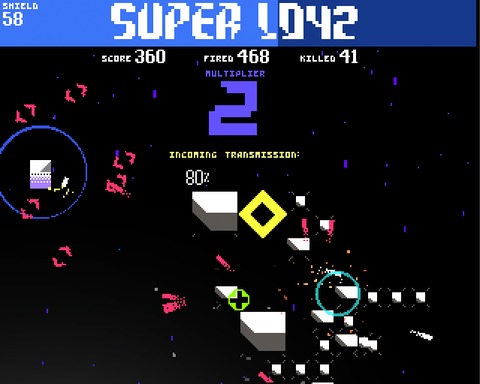 SHIELD
58
SUPER LD42
SCORE 360 FIRED 468 KILLED 41
MULTIPLIER
2
INCOMING TRANSMISSION:
80%